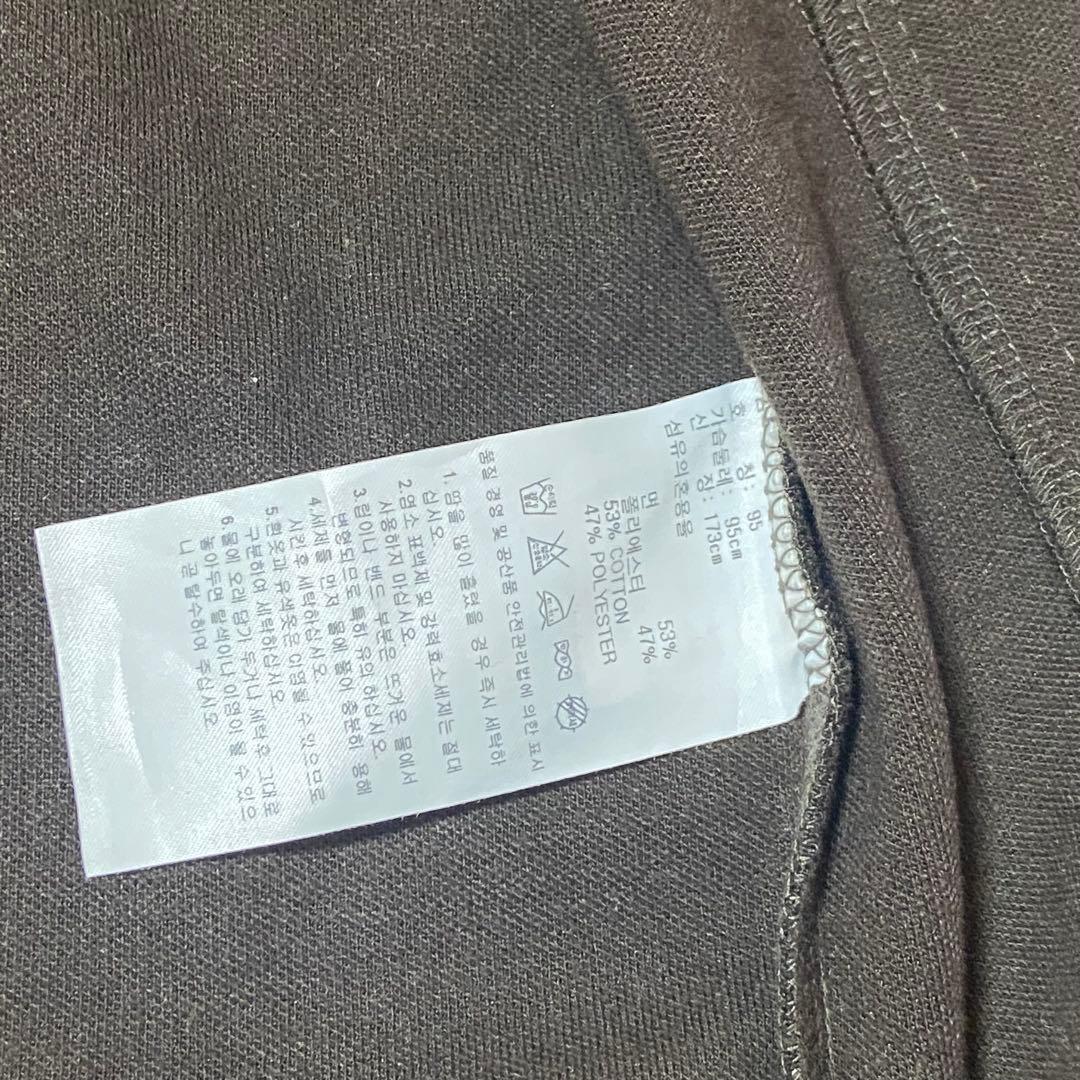 호 칭: 95
가슴둘레: 95cm
신 장: 173cm
섬유의혼용율
면 53%
폴리에스터 47%
53% COTTON
47% POLYESTER
품질 경영 및 공산품 안전관리법에 의한 표시
1. 땀을 많이 흘렸을 경우 즉시 세탁하
십시오
2. 염소 표백제 및 강력효소세제는 절대
사용하지 마십시오.
3. 립이나 밴드 부분은 뜨거운 물에서
변형되므로 특히 유의 하십시오.
4. 세제를 먼저 물에 풀어 충분히 용해
시킨후 세탁하십시오
5. 흰옷과 유색옷은 이염될 수 있으므로
구분하여 세탁하십시오
6. 물에 오래 담가 두거나 세탁후 그대로
놓아두면 탈색이나 이염이 될 수 있으
니 곧 탈수하여 주십시오